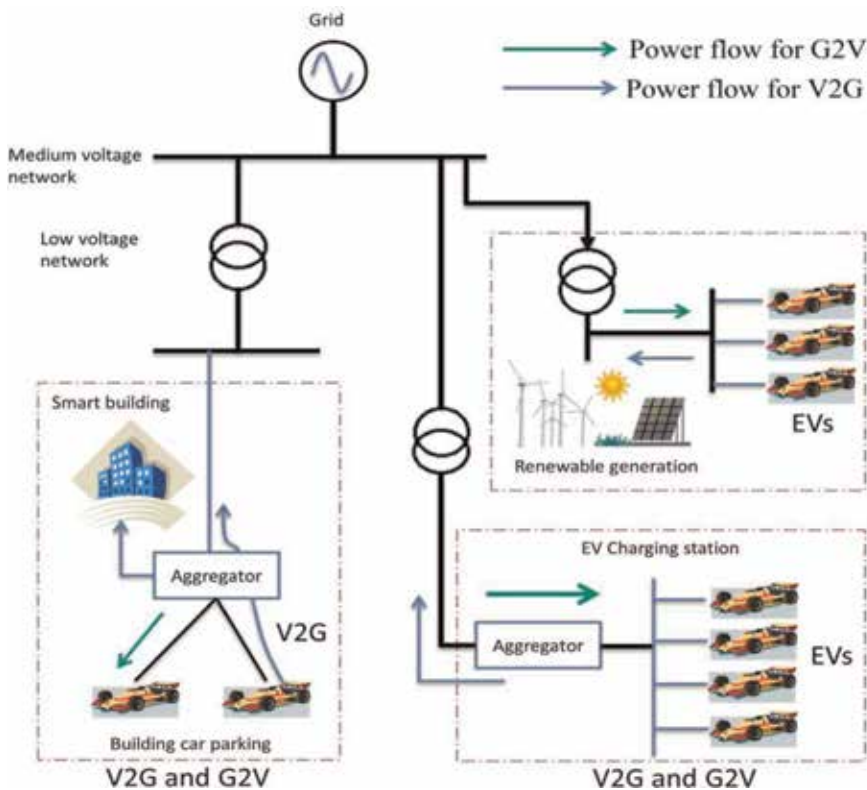 Grid
Power flow for G2V
Power flow for V2G
Medium voltage
network
Low voltage
network
Smart building
Aggregator
V2G
Building car parking
V2G and G2V
Renewable generation
EVs
EV Charging station
Aggregator
EVs
V2G and G2V